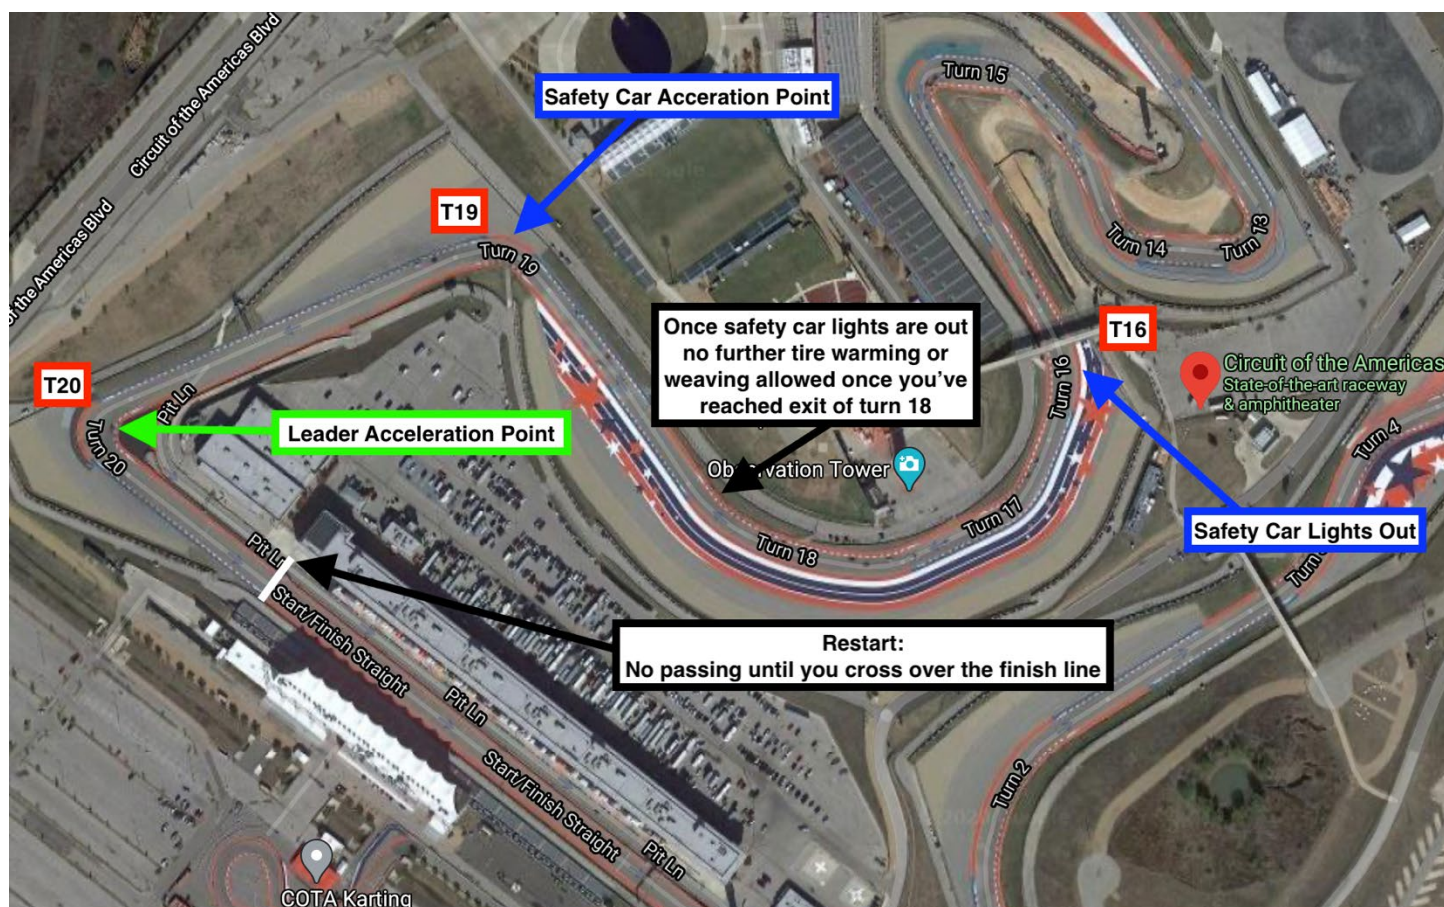 Circuit of the Americas Blvd
of the Americas Blvd
Safety Car Acceration Point
Turn 15
T19
Turn 19
Turn 14
Turn 13
Once safety car lights are out
no further tire warming or
weaving allowed once you've
reached exit of turn 18
T16
Turn 16
Circuit of the Americas
State-of-the-art raceway
& amphitheater
T20
Pit Ln
Leader Acceleration Point
Turn 20
Turn 4
Observation Tower
Turn 17
Turn 18
Safety Car Lights Out
Pit Ln
Start/Finish Straight
Restart:
No passing until you cross over the finish line
Pit Ln
Turn 2
Start/Finish Straight
Pit Ln
COTA Karting